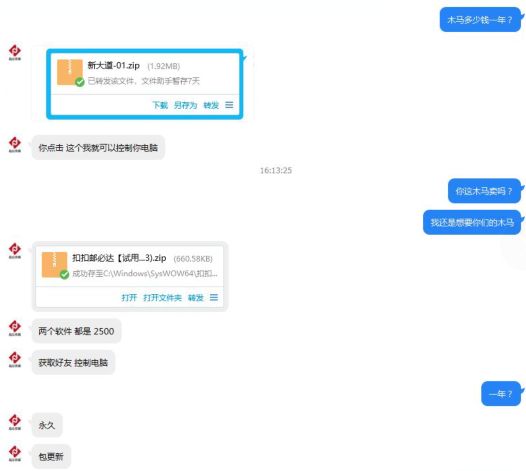 木马多少钱一年？
新大道-01.zip (1.92MB)
已转发该文件，文件助手暂存7天
下载 另存为 转发
你点击 这个我就可以控制你电脑
16:13:25
你这木马卖吗？
我还是想要你们的木马
扣扣邮必达【试用...3).zip (660.58KB)
成功存至C:\Windows\SysWOW64\扣扣...
打开 打开文件夹 转发
两个软件 都是 2500
获取好友 控制电脑
一年？
永久
包更新